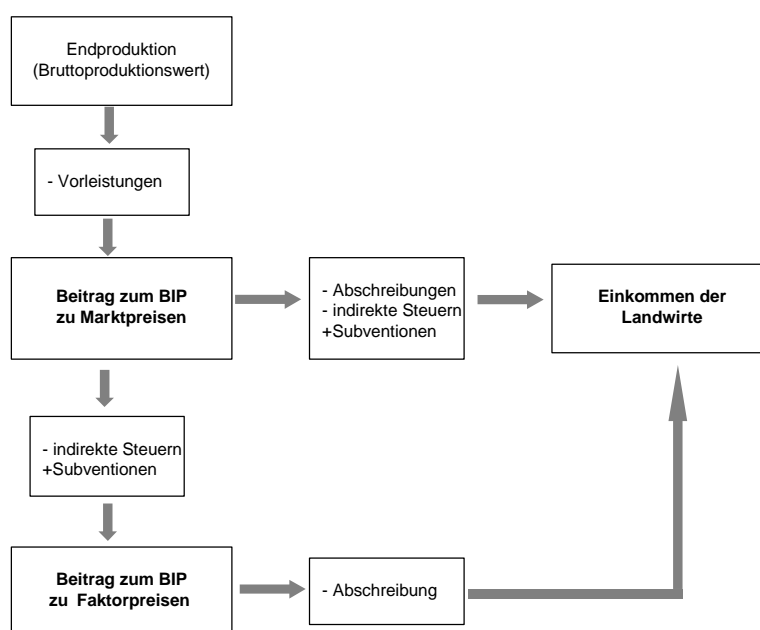 Endproduktion
(Bruttoproduktionswert)
- Vorleistungen
Beitrag zum BIP
zu Marktpreisen
- Abschreibungen
- indirekte Steuern
+Subventionen
Einkommen der
Landwirte
- indirekte Steuern
+Subventionen
Beitrag zum BIP
zu Faktorpreisen
- Abschreibung